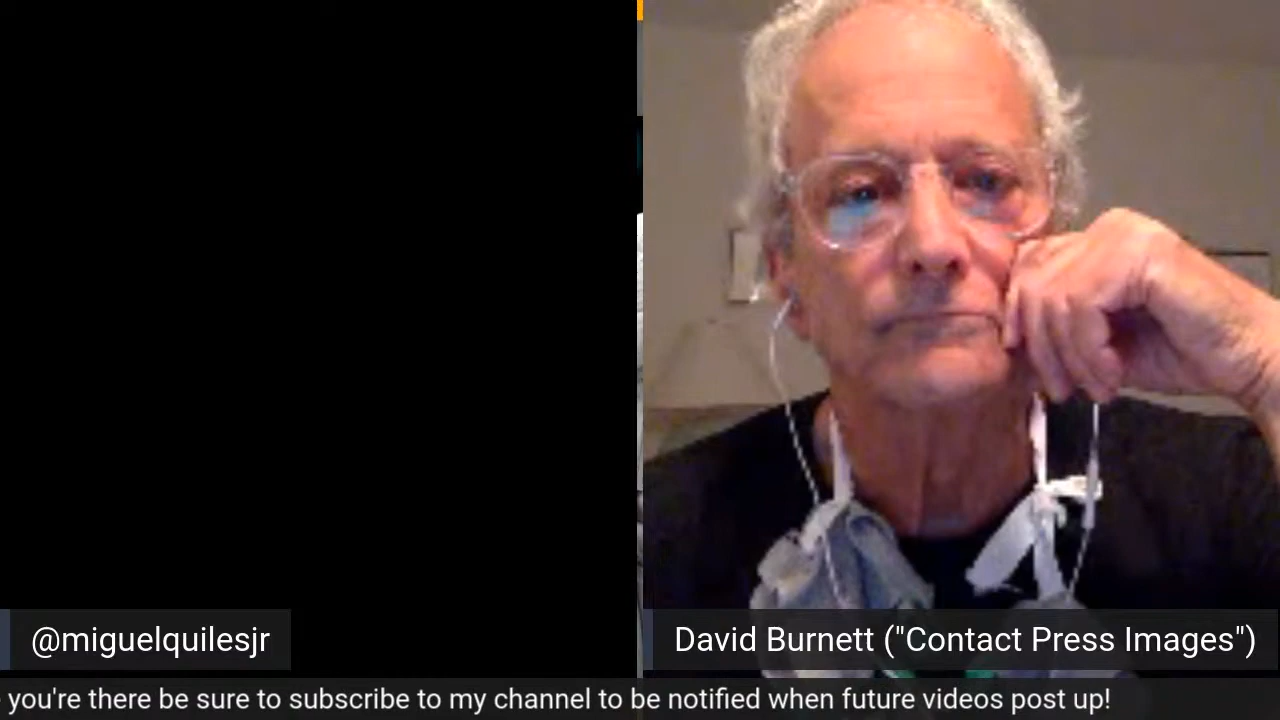 @miguelquilesjr
David Burnett ("Contact Press Images")
you're there be sure to subscribe to my channel to be notified when future videos post up!